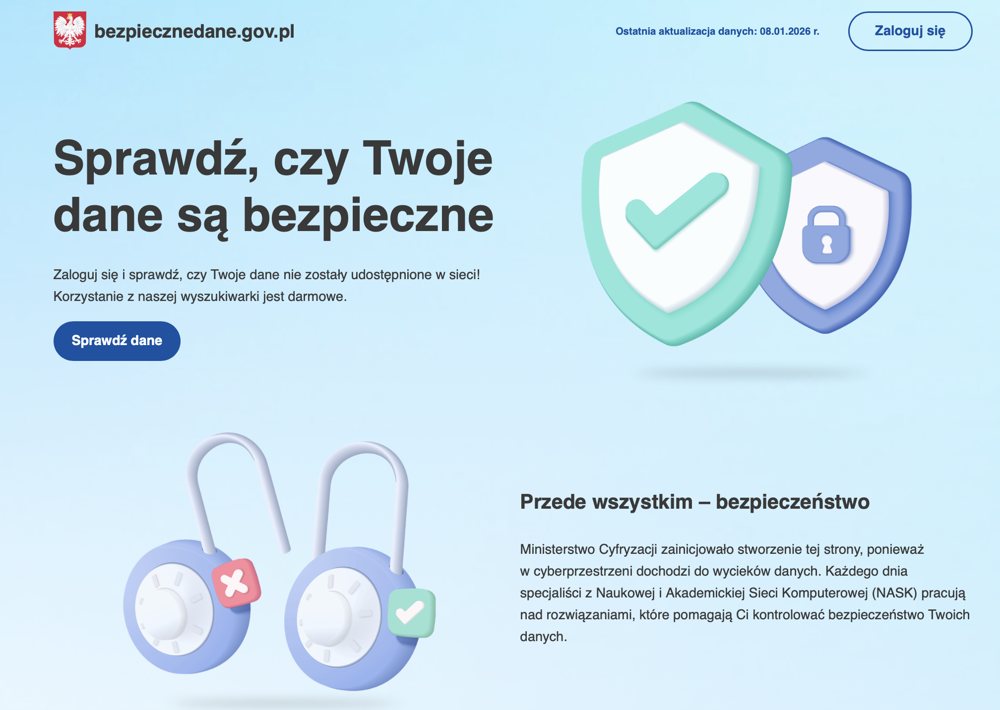 bezpiecznedane.gov.pl
Ostatnia aktualizacja danych: 08.01.2026 r.
Zaloguj się
Sprawdź, czy Twoje
dane są bezpieczne
Zaloguj się i sprawdź, czy Twoje dane nie zostały udostępnione w sieci!
Korzystanie z naszej wyszukiwarki jest darmowe.
Sprawdź dane
Przede wszystkim – bezpieczeństwo
Ministerstwo Cyfryzacji zainicjowało stworzenie tej strony, ponieważ
w cyberprzestrzeni dochodzi do wycieków danych. Każdego dnia
specjaliści z Naukowej i Akademickiej Sieci Komputerowej (NASK) pracują
nad rozwiązaniami, które pomagają Ci kontrolować bezpieczeństwo Twoich
danych.